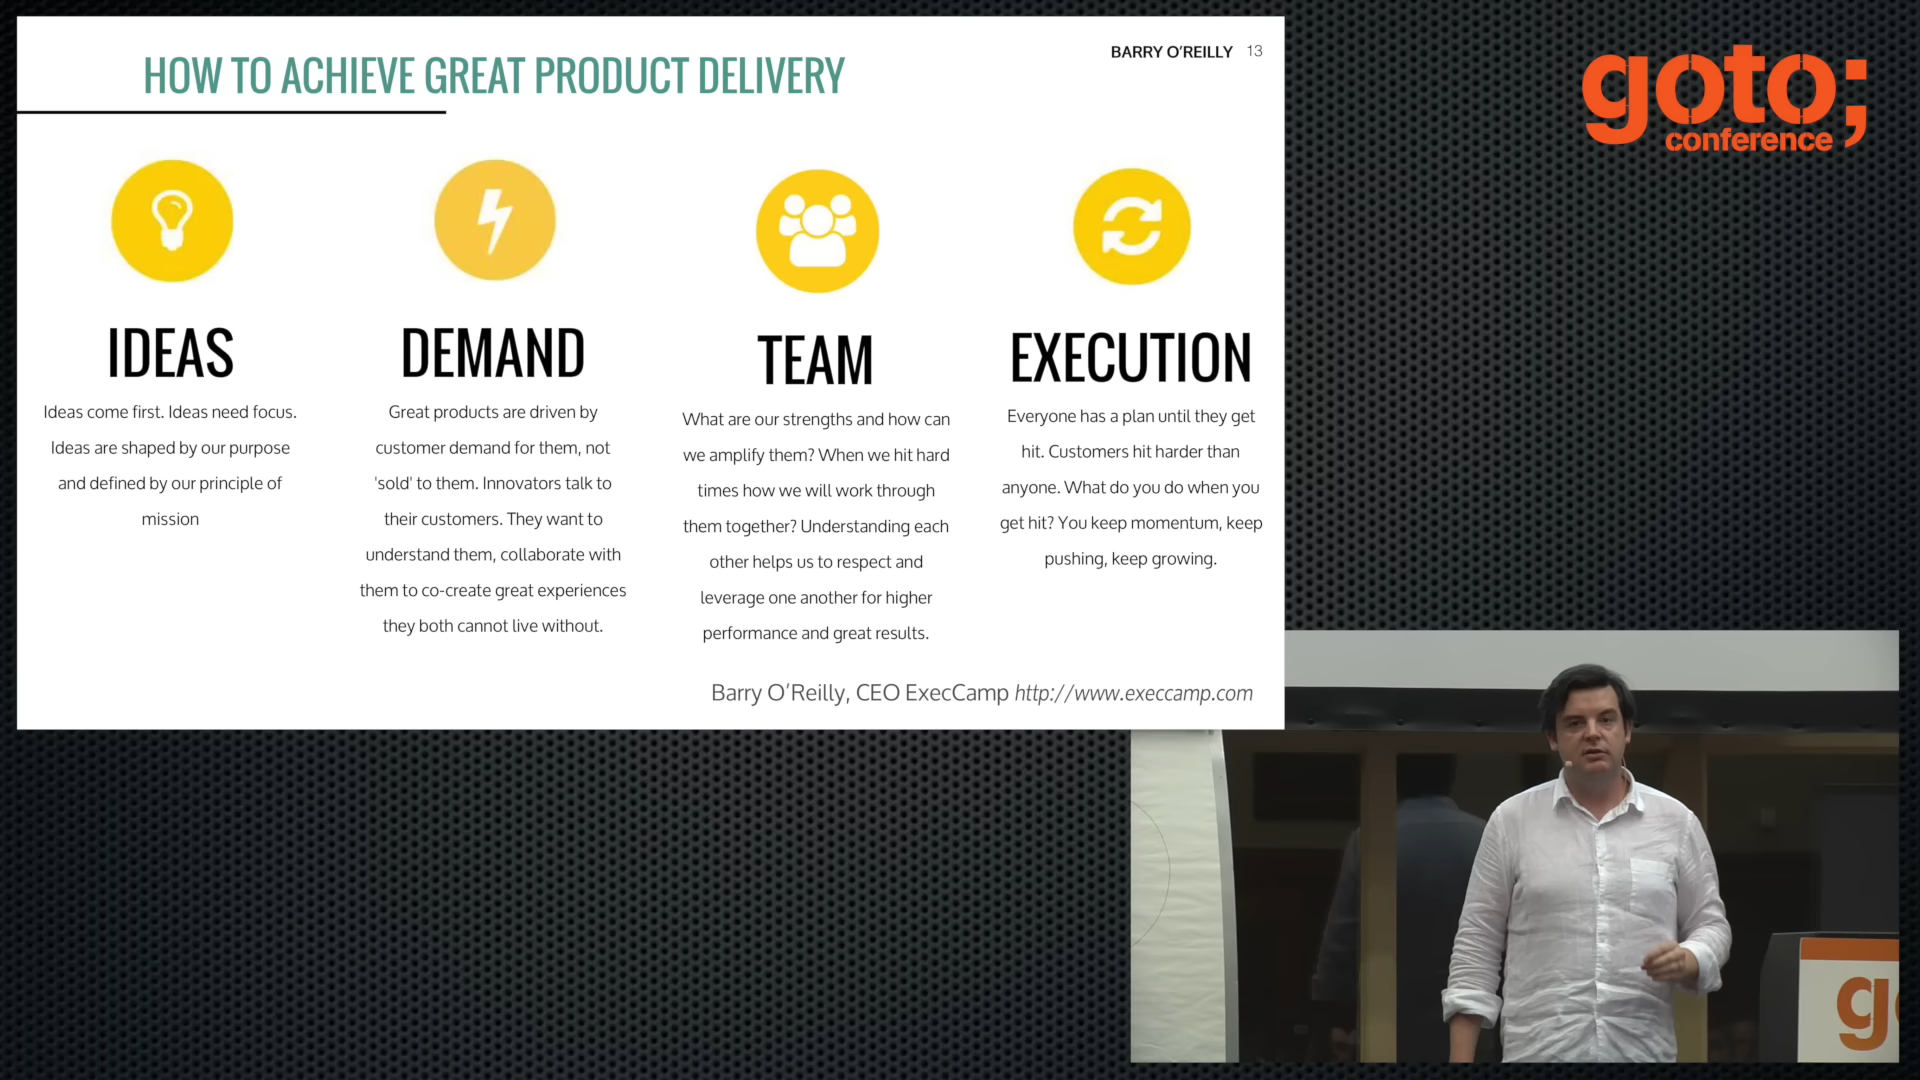 HOW TO ACHIEVE GREAT PRODUCT DELIVERY
BARRY O'REILLY 13
IDEAS
Ideas come first. Ideas need focus.
Ideas are shaped by our purpose
and defined by our principle of
mission
DEMAND
Great products are driven by
customer demand for them, not
'sold' to them. Innovators talk to
their customers. They want to
understand them, collaborate with
them to co-create great experiences
they both cannot live without.
TEAM
What are our strengths and how can
we amplify them? When we hit hard
times how we will work through
them together? Understanding each
other helps us to respect and
leverage one another for higher
performance and great results.
EXECUTION
Everyone has a plan until they get
hit. Customers hit harder than
anyone. What do you do when you
get hit? You keep momentum, keep
pushing, keep growing.
Barry O'Reilly, CEO ExecCamp http://www.execcamp.com
goto;
conference
go